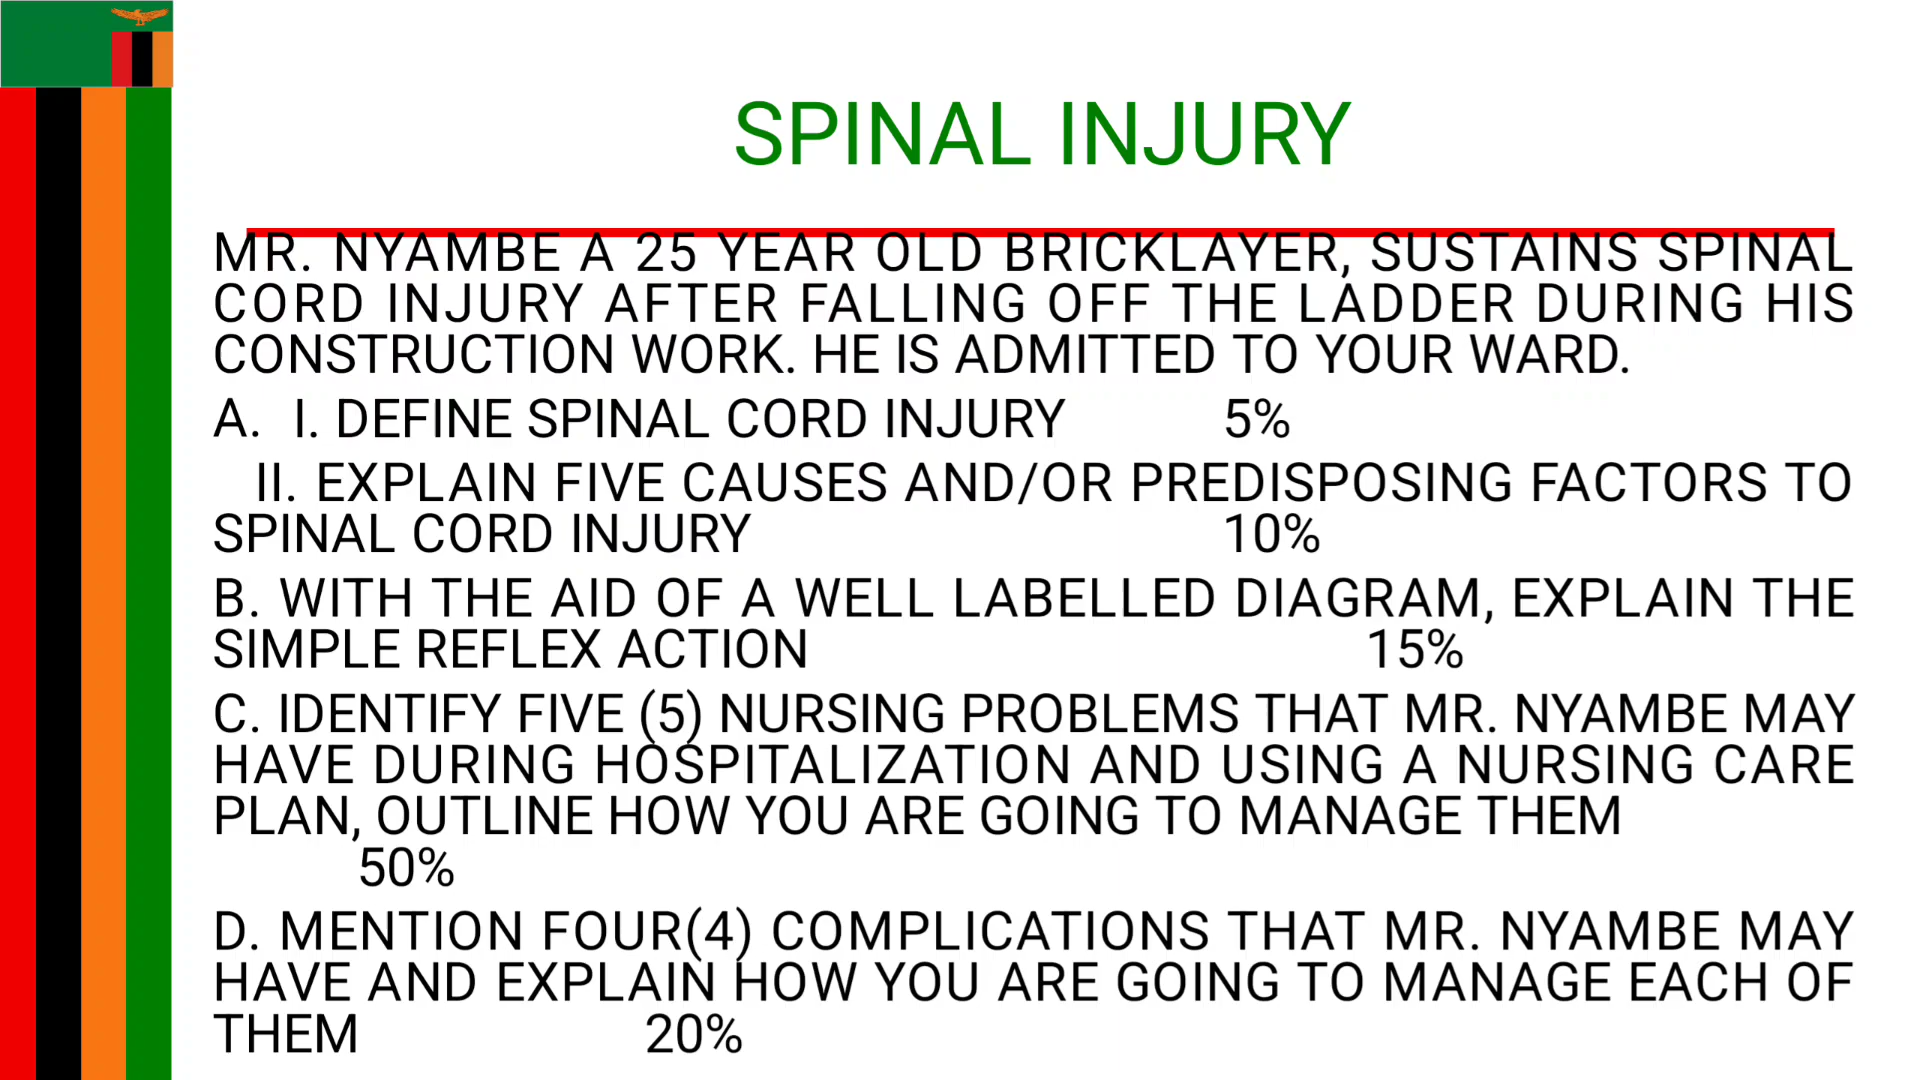 SPINAL INJURY
MR. NYAMBE A 25 YEAR OLD BRICKLAYER, SUSTAINS SPINAL
CORD INJURY AFTER FALLING OFF THE LADDER DURING HIS
CONSTRUCTION WORK. HE IS ADMITTED TO YOUR WARD.
A. I. DEFINE SPINAL CORD INJURY 5%
II. EXPLAIN FIVE CAUSES AND/OR PREDISPOSING FACTORS TO
SPINAL CORD INJURY 10%
B. WITH THE AID OF A WELL LABELLED DIAGRAM, EXPLAIN THE
SIMPLE REFLEX ACTION 15%
C. IDENTIFY FIVE (5) NURSING PROBLEMS THAT MR. NYAMBE MAY
HAVE DURING HOSPITALIZATION AND USING A NURSING CARE
PLAN, OUTLINE HOW YOU ARE GOING TO MANAGE THEM
50%
D. MENTION FOUR(4) COMPLICATIONS THAT MR. NYAMBE MAY
HAVE AND EXPLAIN HOW YOU ARE GOING TO MANAGE EACH OF
THEM 20%